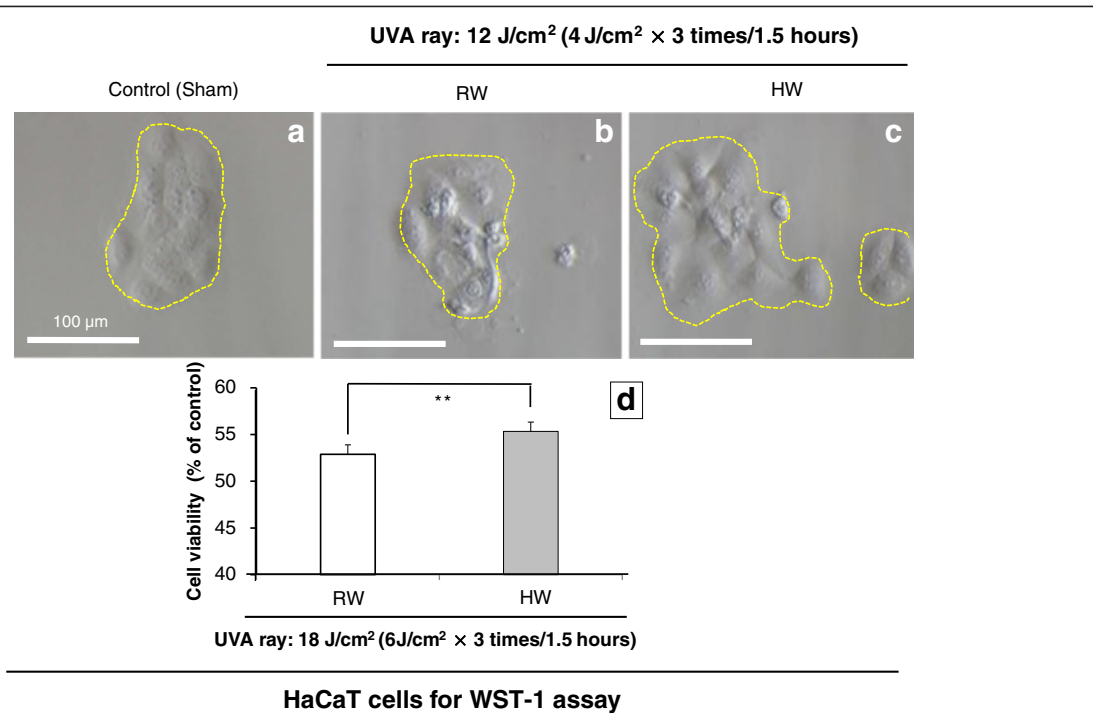 UVA ray: 12 J/cm² (4 J/cm² × 3 times/1.5 hours)
Control (Sham)
RW
HW
a
b
c
100 µm
d
Cell viability (% of control)
60
55
50
45
40
**
RW
HW
UVA ray: 18 J/cm² (6J/cm² × 3 times/1.5 hours)
HaCaT cells for WST-1 assay